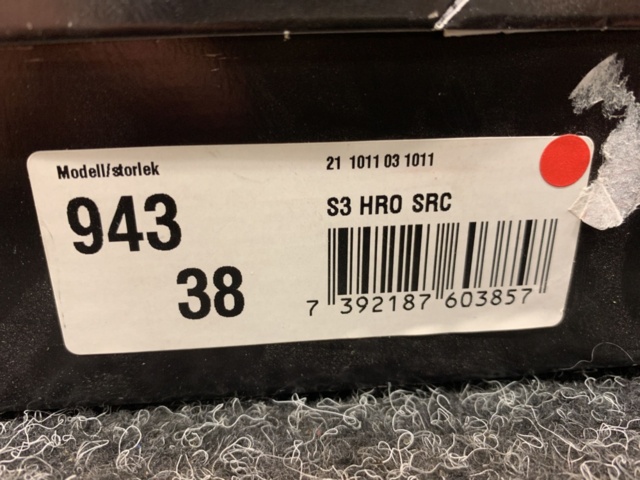 Modell/storlek
943
38
21 1011 03 1011
S3 HRO SRC
7 392187 603857